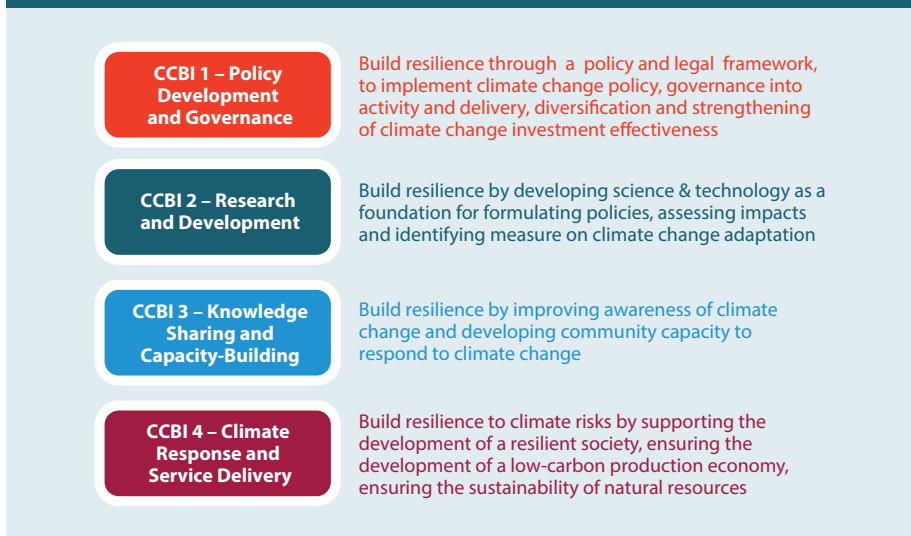 CCBI 1 – Policy
Development
and Governance
Build resilience through a policy and legal framework,
to implement climate change policy, governance into
activity and delivery, diversification and strengthening
of climate change investment effectiveness
CCBI 2 – Research
and Development
Build resilience by developing science & technology as a
foundation for formulating policies, assessing impacts
and identifying measure on climate change adaptation
CCBI 3 – Knowledge
Sharing and
Capacity-Building
Build resilience by improving awareness of climate
change and developing community capacity to
respond to climate change
CCBI 4 – Climate
Response and
Service Delivery
Build resilience to climate risks by supporting the
development of a resilient society, ensuring the
development of a low-carbon production economy,
ensuring the sustainability of natural resources